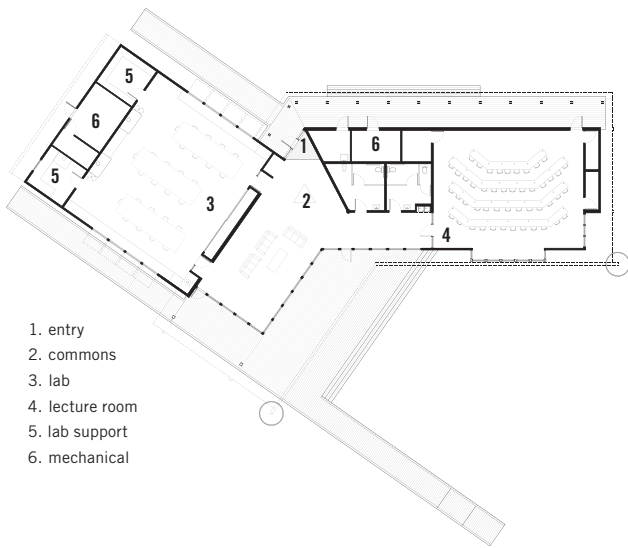 5
6
1
6
5
2
3
4
1. entry
2. commons
3. lab
4. lecture room
5. lab support
6. mechanical